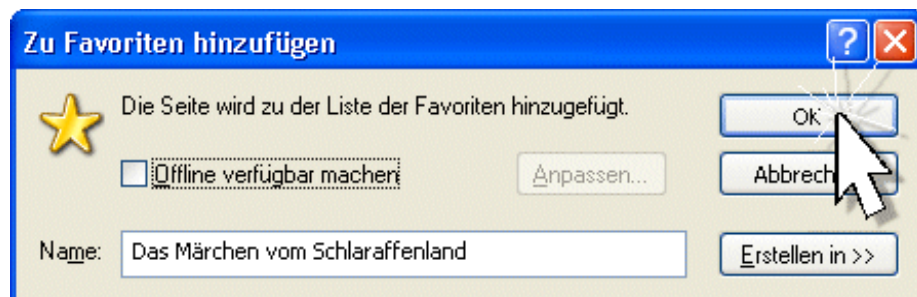 Zu Favoriten hinzufügen
Die Seite wird zu der Liste der Favoriten hinzugefügt.
OK
Offline verfügbar machen
Anpassen...
Abbrech
Name:
Das Märchen vom Schlaraffenland
Erstellen in >>